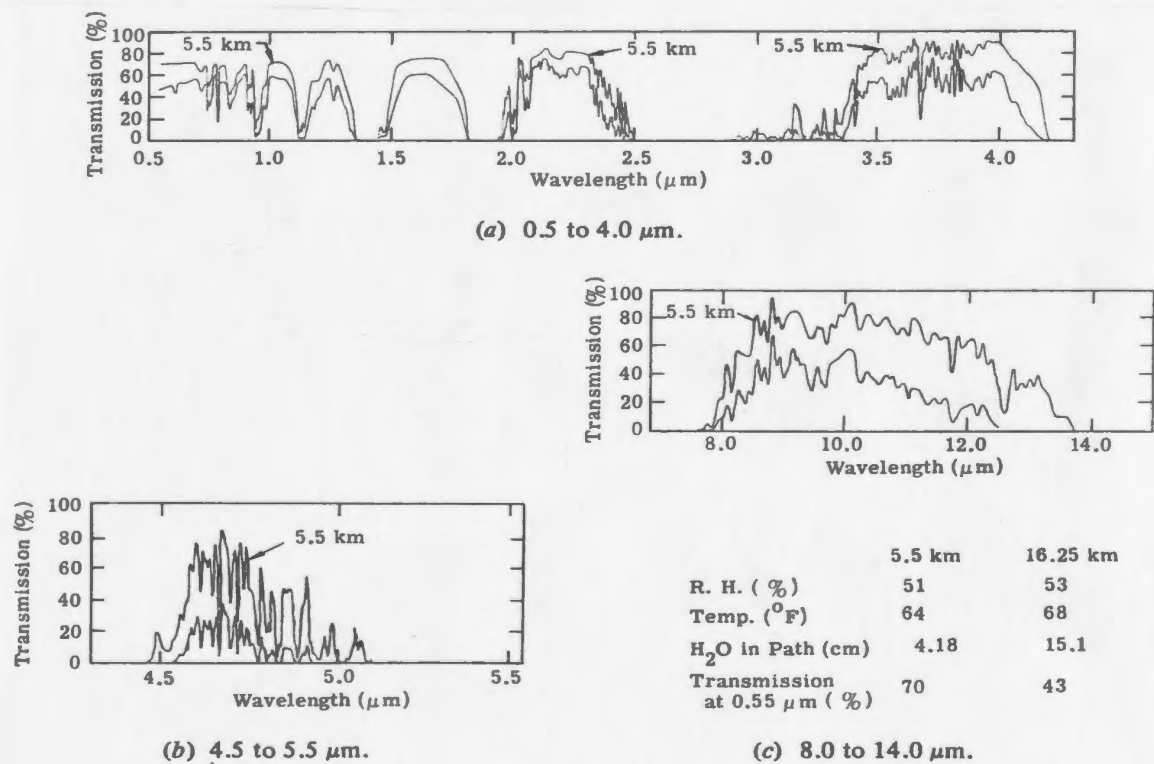 Transmission (%)
100
80
60
40
20
0
5.5 km
5.5 km
5.5 km
0.5 1.0 1.5 2.0 2.5 3.0 3.5 4.0
Wavelength (μm)
(a) 0.5 to 4.0 μm.
Transmission (%)
100
80
60
40
20
0
5.5 km
8.0 10.0 12.0 14.0
Wavelength (μm)
Transmission (%)
100
80
60
40
20
0
5.5 km
4.5 5.0 5.5
Wavelength (μm)
(b) 4.5 to 5.5 μm.
5.5 km 16.25 km
R. H. (%) 51 53
Temp. (°F) 64 68
H₂O in Path (cm) 4.18 15.1
Transmission
at 0.55 μm (%) 70 43
(c) 8.0 to 14.0 μm.